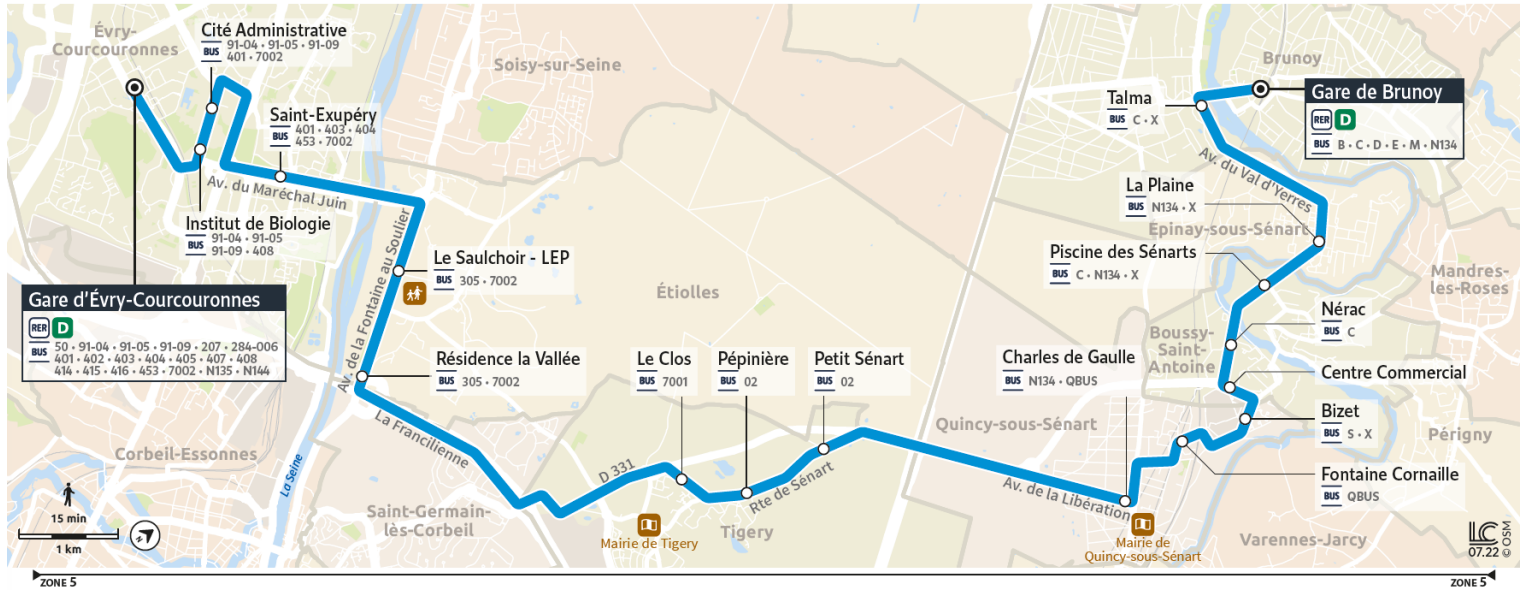 Évry-
Courcouronnes
Cité Administrative
BUS 91-04 • 91-05 • 91-09
401 • 7002
Saint-Exupéry
BUS 401 • 403 • 404
453 • 7002
Av. du Maréchal Juin
Institut de Biologie
BUS 91-04 • 91-05
91-09 • 408
Gare d'Évry-Courcouronnes
RER D
BUS 50 • 91-04 • 91-05 • 91-09 • 207 • 284-006
401 • 402 • 403 • 404 • 405 • 407 • 408
414 • 415 • 416 • 453 • 7002 • N135 • N144
Soisy-sur-Seine
Av. de la Fontaine au Soulier
Le Saulchoir - LEP
BUS 305 • 7002
Étiolles
Résidence la Vallée
BUS 305 • 7002
La Francilienne
Corbeil-Essonnes
La Seine
Saint-Germain-
lès-Corbeil
D 331
Le Clos
BUS 7001
Pépinière
BUS 02
Petit Sénart
BUS 02
Rte de Sénart
Mairie de Tigery
Tigery
Charles de Gaulle
BUS N134 • QBUS
Quincy-sous-Sénart
Av. de la Libération
Mairie de
Quincy-sous-Sénart
Brunoy
Gare de Brunoy
RER D
BUS B • C • D • E • M • N134
Talma
BUS C • X
Av. du Val d'Yerres
La Plaine
BUS N134 • X
Epinay-sous-Sénart
Piscine des Sénarts
BUS C • N134 • X
Mandres-
les-Roses
Nérac
BUS C
Boussy-
Saint-
Antoine
Centre Commercial
Bizet
BUS S • X
Périgny
Fontaine Cornaille
BUS QBUS
Varennes-Jarcy
15 min
1 km
LC
07.22 © OSM
ZONE 5
ZONE 5